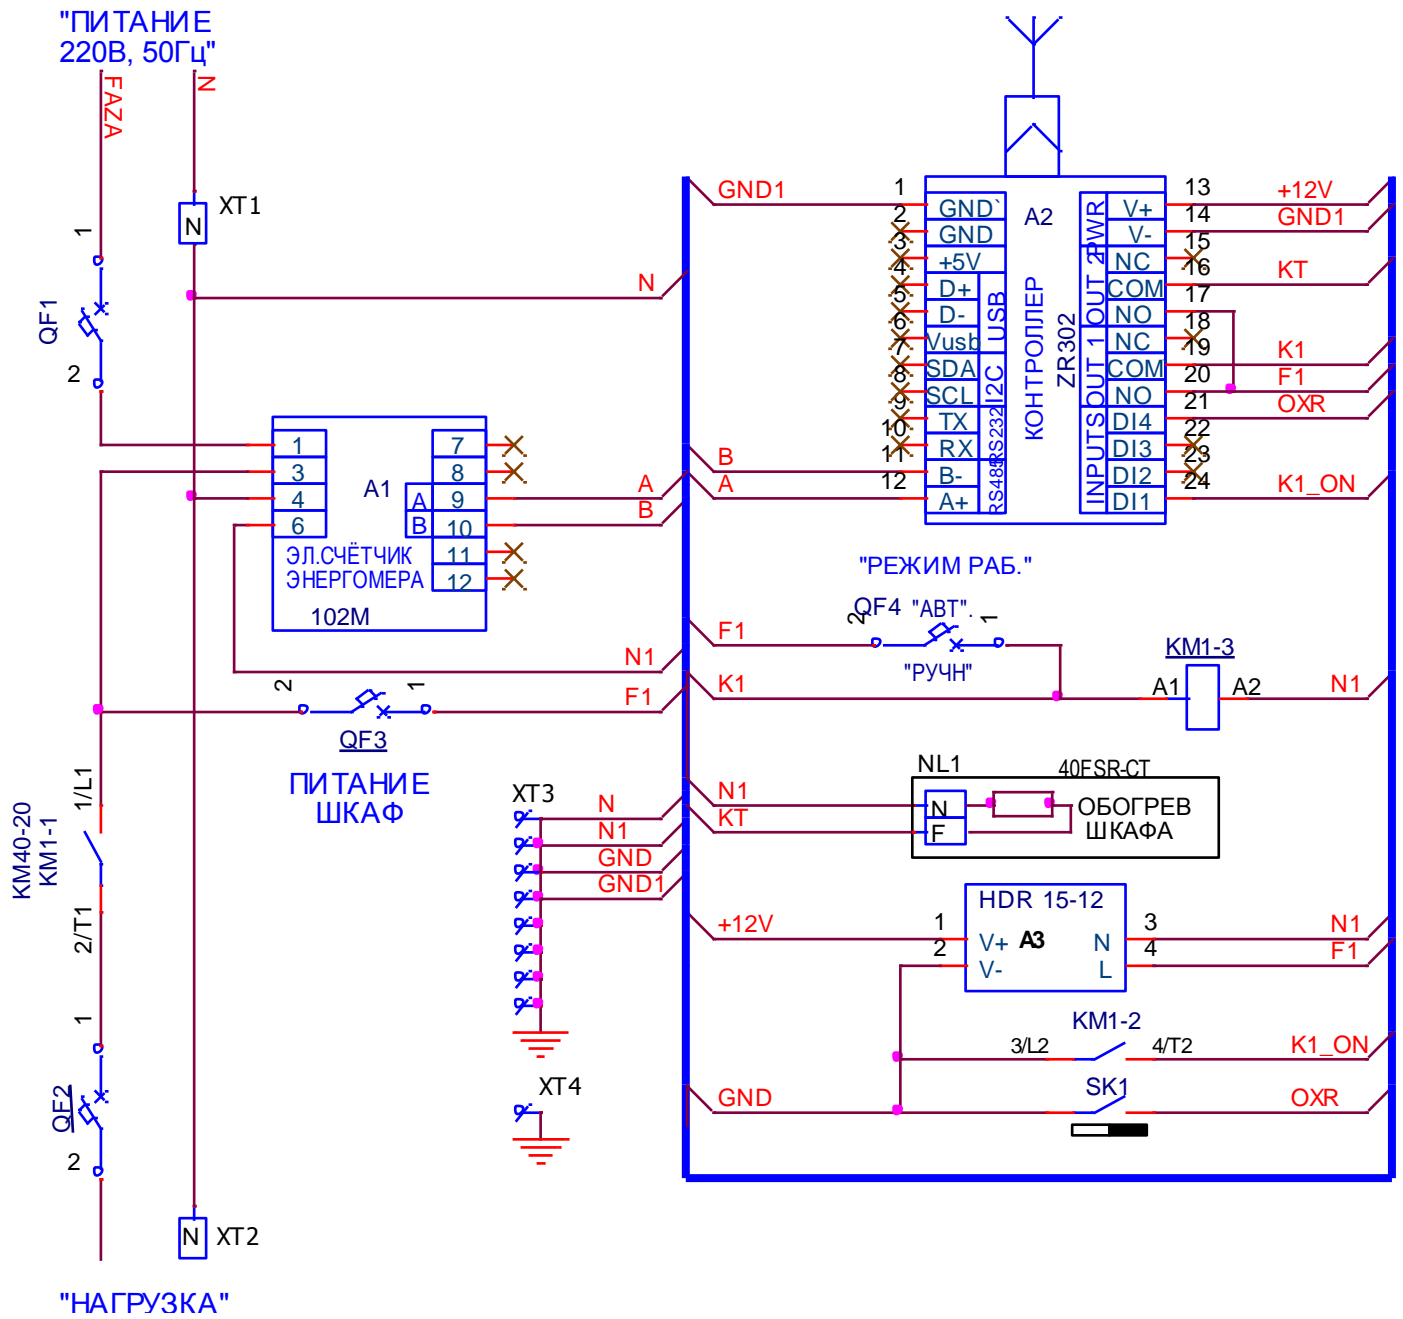 "ПИТАНИЕ
220В, 50Гц"
FAZA
N
XT1
N
1
QF1
2
N
GND1
1
2
3
4
5
6
7
8
9
10
11
12
GND`
GND
+5V
D+
D-
Vusb
SDA
SCL
TX
RX
B-
A+
USB
I2C
RS232
RS485
A2
КОНТРОЛЛЕР
ZR302
PWR
OUT 2
OUT 1
INPUTS
V+
V-
NC
COM
NO
NC
COM
NO
DI4
DI3
DI2
DI1
13
14
15
16
17
18
19
20
21
22
23
24
+12V
GND1
KT
K1
F1
OXR
K1_ON
1
3
4
6
A1
A
B
7
8
9
10
11
12
ЭЛ.СЧЁТЧИК
ЭНЕРГОМЕРА
102М
A
B
B
A
"РЕЖИМ РАБ."
QF4 "АВТ".
2
1
"РУЧН"
F1
K1
KM1-3
A1
A2
N1
N1
F1
2
1
QF3
ПИТАНИЕ
ШКАФ
1/L1
KM40-20
KM1-1
2/T1
XT3
N
N1
GND
GND1
N1
KT
NL1
40FSR-CT
N
F
ОБОГРЕВ
ШКАФА
+12V
1
2
HDR 15-12
V+
A3
N
V-
L
3
4
N1
F1
KM1-2
3/L2
4/T2
K1_ON
GND
SK1
OXR
XT4
1
QF2
2
N
XT2
"НАГРУЗКА"